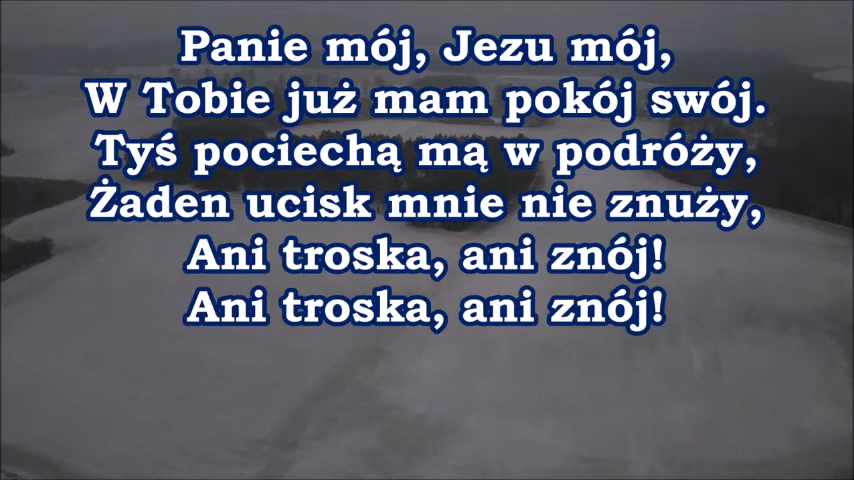 Panie mój, Jezu mój,
W Tobie już mam pokój swój.
Tyś pociechą mą w podróży,
Żaden ucisk mnie nie znuży,
Ani troska, ani znój!
Ani troska, ani znój!